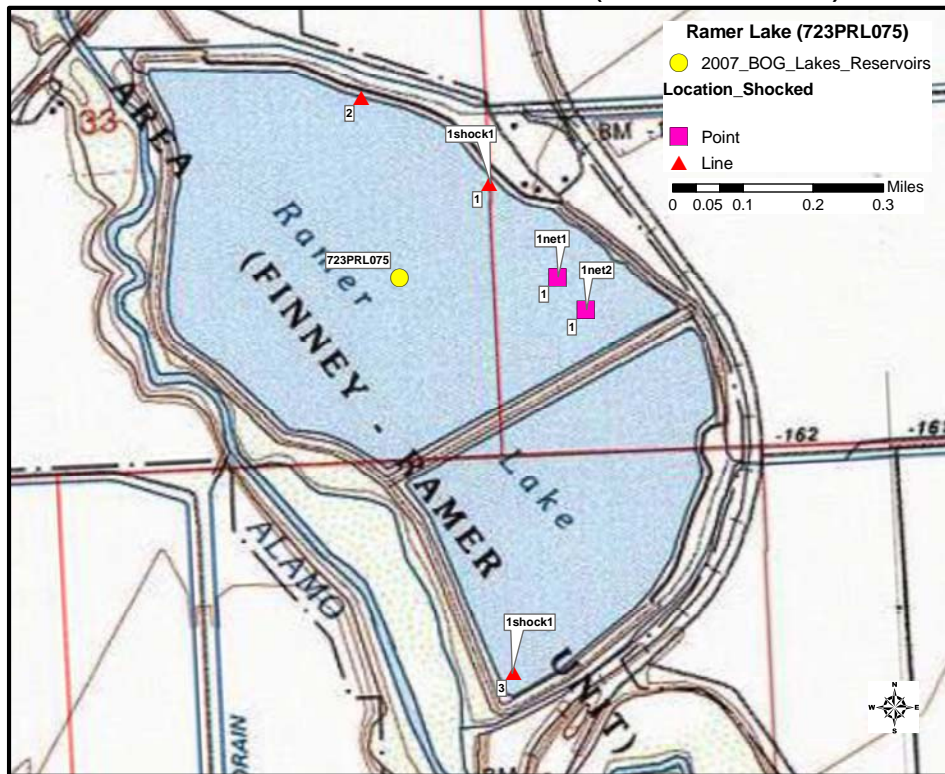 Ramer Lake (723PRL075)
2007_BOG_Lakes_Reservoirs
Location_Shocked
Point
Line
Miles
0 0.05 0.1 0.2 0.3
AREA
33
2
1shock1
1
BM
Ramer
723PRL075
1net1
1
1net2
1
(FINNEY - RAMER UNIT)
-162
Lake
ALAMO
1shock1
3
N
W E
S
DRAIN